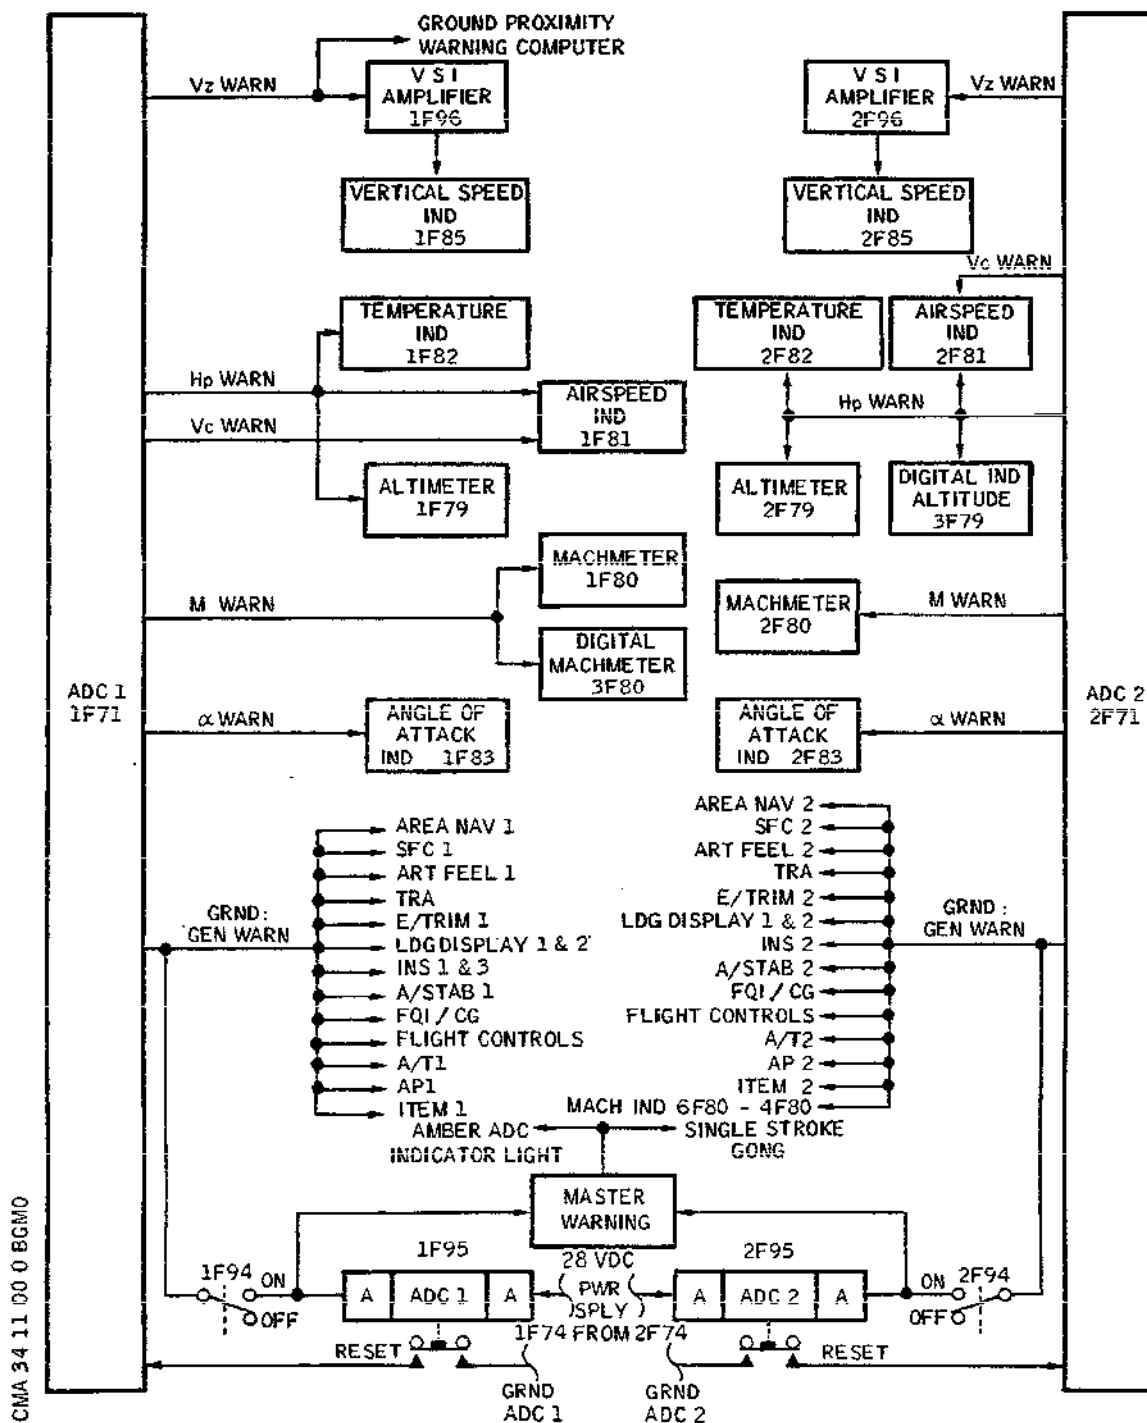 GROUND PROXIMITY
WARNING COMPUTER
Vz WARN
VSI
AMPLIFIER
1F96
VSI
AMPLIFIER
2F96
Vz WARN
VERTICAL SPEED
IND
1F85
VERTICAL SPEED
IND
2F85
Vc WARN
TEMPERATURE
IND
1F82
TEMPERATURE
IND
2F82
AIRSPEED
IND
2F81
Hp WARN
AIRSPEED
IND
1F81
Hp WARN
Vc WARN
ALTIMETER
1F79
ALTIMETER
2F79
DIGITAL IND
ALTITUDE
3F79
MACHMETER
1F80
M WARN
MACHMETER
2F80
M WARN
DIGITAL
MACHMETER
3F80
ADC 1
1F71
ADC 2
2F71
α WARN
ANGLE OF
ATTACK
IND 1F83
ANGLE OF
ATTACK
IND 2F83
α WARN
GRND:
GEN WARN
AREA NAV 1
SFC 1
ART FEEL 1
TRA
E/TRIM 1
LDG DISPLAY 1 & 2
INS 1 & 3
A/STAB 1
FQI / CG
FLIGHT CONTROLS
A/T1
AP1
ITEM 1
AREA NAV 2
SFC 2
ART FEEL 2
TRA
E/TRIM 2
LDG DISPLAY 1 & 2
INS 2
A/STAB 2
FQI / CG
FLIGHT CONTROLS
A/T2
AP 2
ITEM 2
MACH IND 6F80 - 4F80
GRND:
GEN WARN
AMBER ADC
INDICATOR LIGHT
SINGLE STROKE
GONG
MASTER
WARNING
1F94
ON
OFF
1F95
A
ADC 1
A
28 VDC
PWR
SPLY
1F74 FROM 2F74
2F95
A
ADC 2
A
ON
OFF
2F94
RESET
GRND
ADC 1
GRND
ADC 2
RESET
CMA 34 11 00 0 BGM0